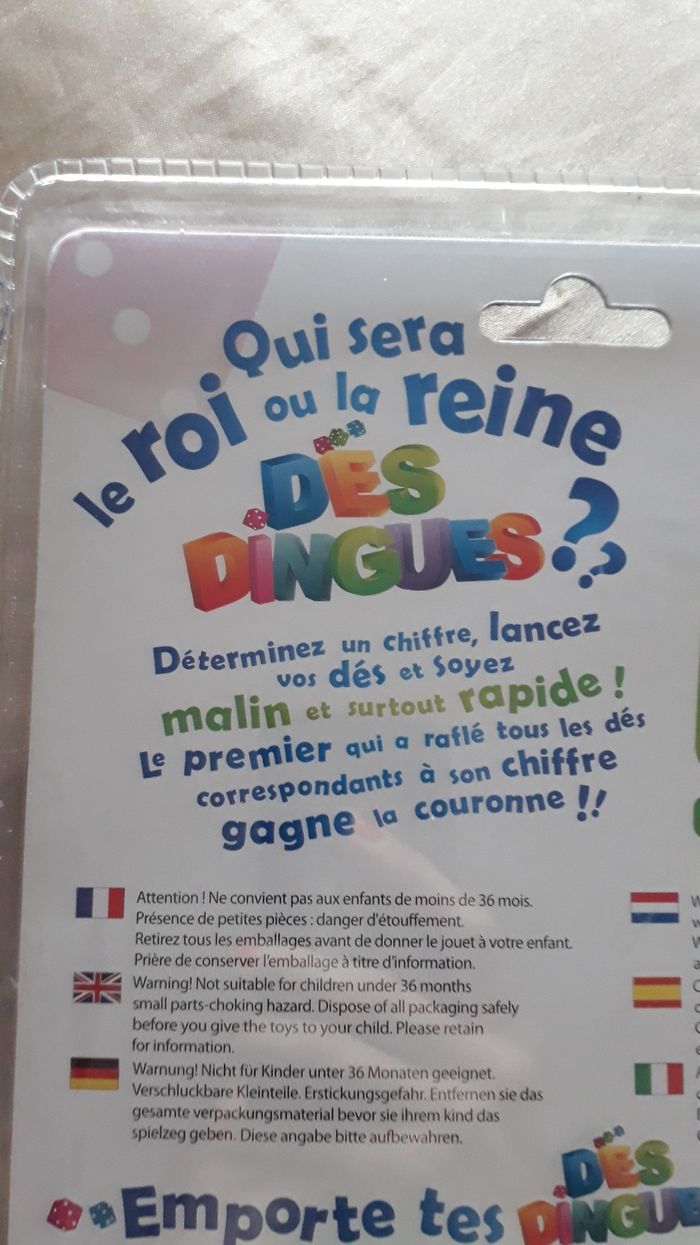 Qui sera
le roi ou la reine
DÉS
DiNGUES ??
Déterminez un chiffre, lancez
vos dés et Soyez
malin et surtout rapide !
Le premier qui a raflé tous les dés
correspondants à son chiffre
gagne la couronne !!
Attention ! Ne convient pas aux enfants de moins de 36 mois.
Présence de petites pièces : danger d'étouffement.
Retirez tous les emballages avant de donner le jouet à votre enfant.
Prière de conserver l'emballage à titre d'information.
Warning! Not suitable for children under 36 months
small parts-choking hazard. Dispose of all packaging safely
before you give the toys to your child. Please retain
for information.
Warnung! Nicht für Kinder unter 36 Monaten geeignet.
Verschluckbare Kleinteile. Erstickungsgefahr. Entfernen sie das
gesamte verpackungsmaterial bevor sie ihrem kind das
spielzeg geben. Diese angabe bitte aufbewahren.
Emporte tes DÉS
DiNGUE